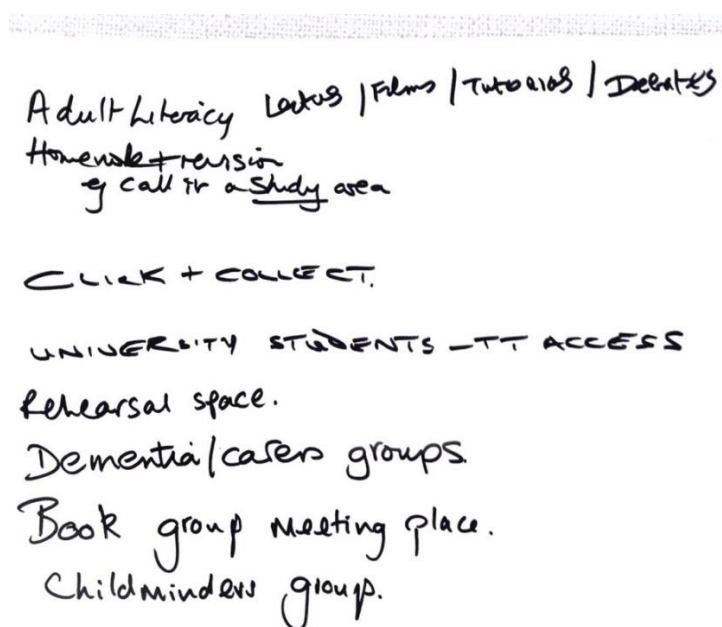 Adult Literacy Lectures | Films | Tutorials | Debates
Homework + revision
eg call it a study area
CLICK + COLLECT.
UNIVERSITY STUDENTS - IT ACCESS
Rehearsal space.
Dementia/carers groups.
Book group meeting place.
Childminders group.